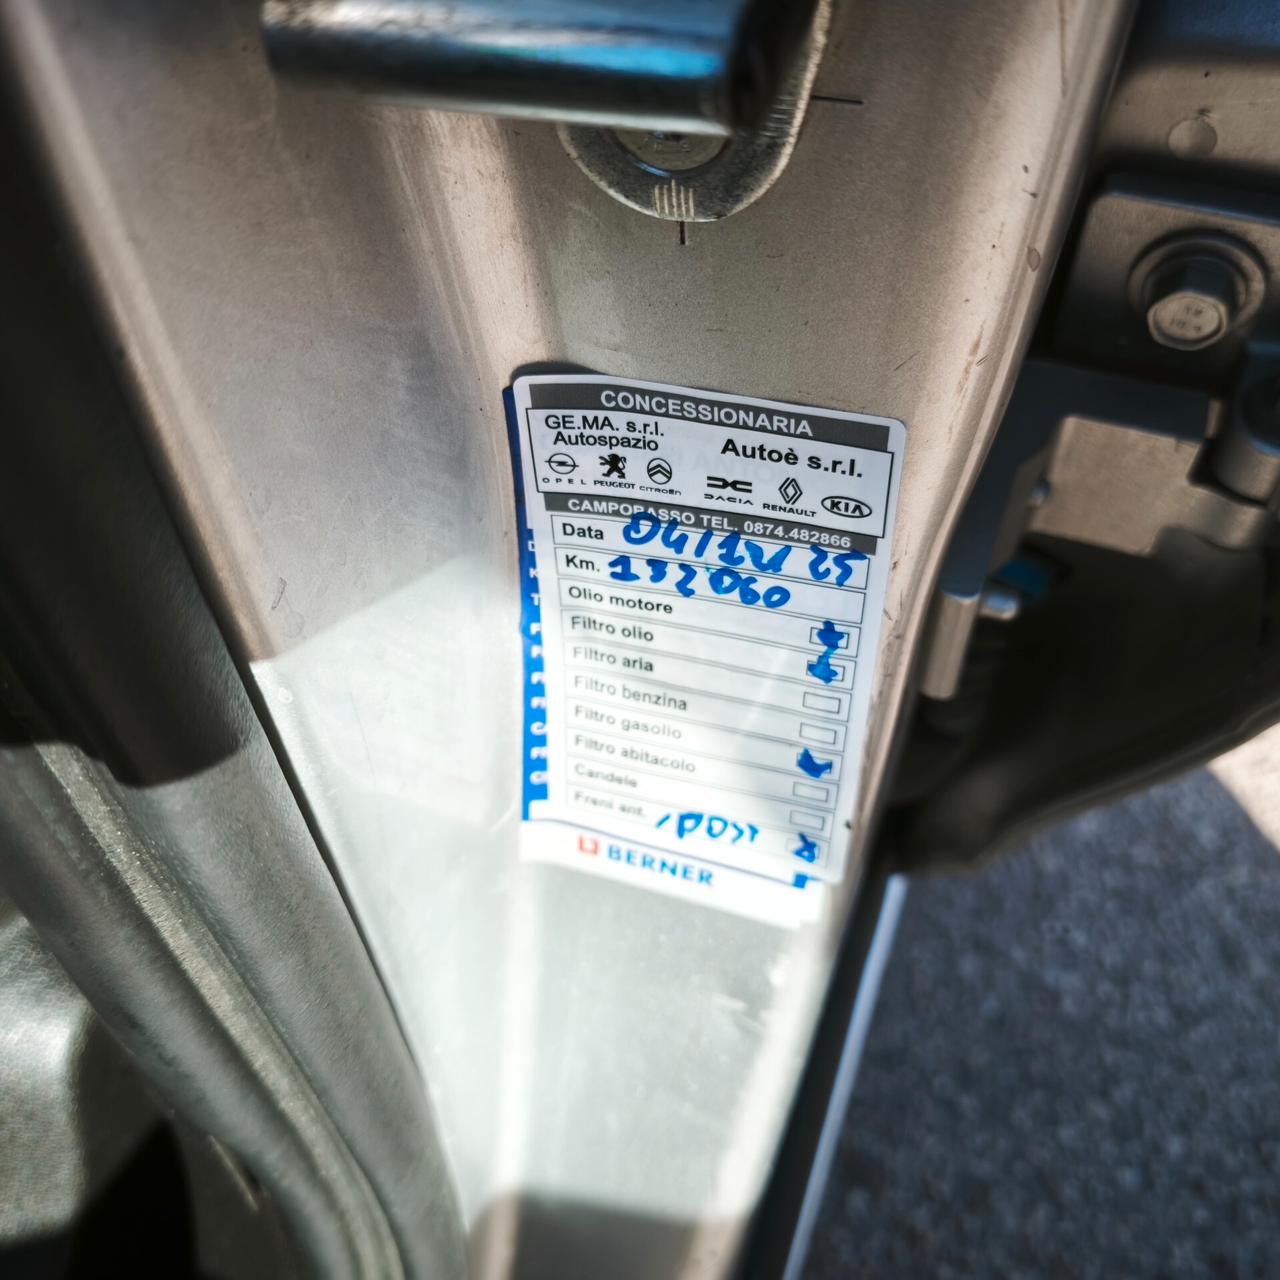 CONCESSIONARIA
GE.MA. s.r.l.
Autospazio
Autoè s.r.l.
OPEL PEUGEOT CITROËN DACIA RENAULT KIA
CAMPOBASSO TEL. 0874.482866
Data 04/12/25
Km. 132060
Olio motore
Filtro olio
Filtro aria
Filtro benzina
Filtro gasolio
Filtro abitacolo
Candele
Freni ant. /POST
BERNER